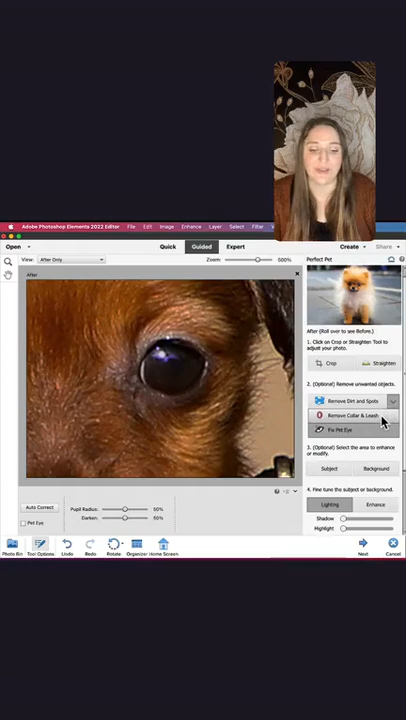 Adobe Photoshop Elements 2022 Editor File Edit Image Enhance Layer Select Filter
Open Quick Guided Expert Create Share
View: After Only Zoom: 500% Perfect Pet
After
After (Roll over to see Before.)
1. Click on Crop or Straighten Tool to
adjust your photo.
Crop Straighten
2. (Optional) Remove unwanted objects.
Remove Dirt and Spots
Remove Collar & Leash
Fix Pet Eye
3. (Optional) Select the area to enhance
or modify.
Subject Background
4. Fine tune the subject or background.
Lighting Enhance
Shadow
Highlight
Auto Correct
Pet Eye
Pupil Radius: 50%
Darken: 50%
Photo Bin Tool Options Undo Redo Rotate Organizer Home Screen Next Cancel